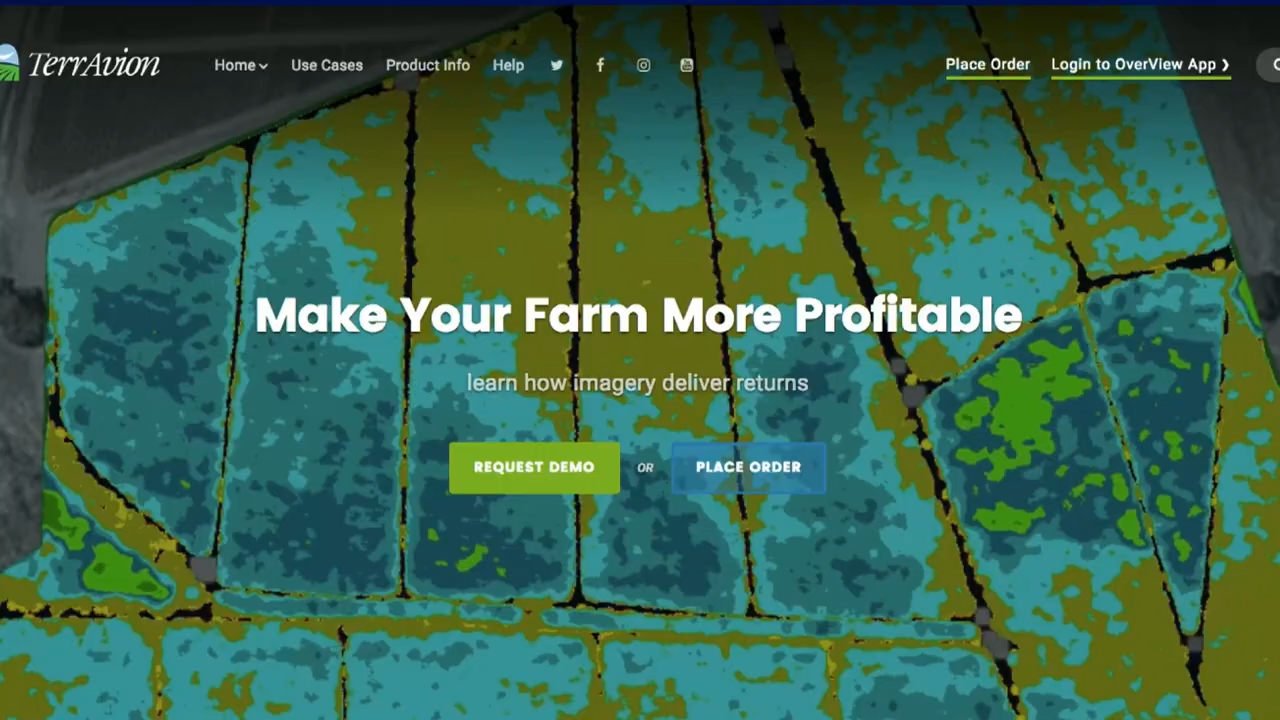 TerrAvion
Home Use Cases Product Info Help
Place Order Login to OverView App ❯
Make Your Farm More Profitable
learn how imagery deliver returns
REQUEST DEMO OR PLACE ORDER